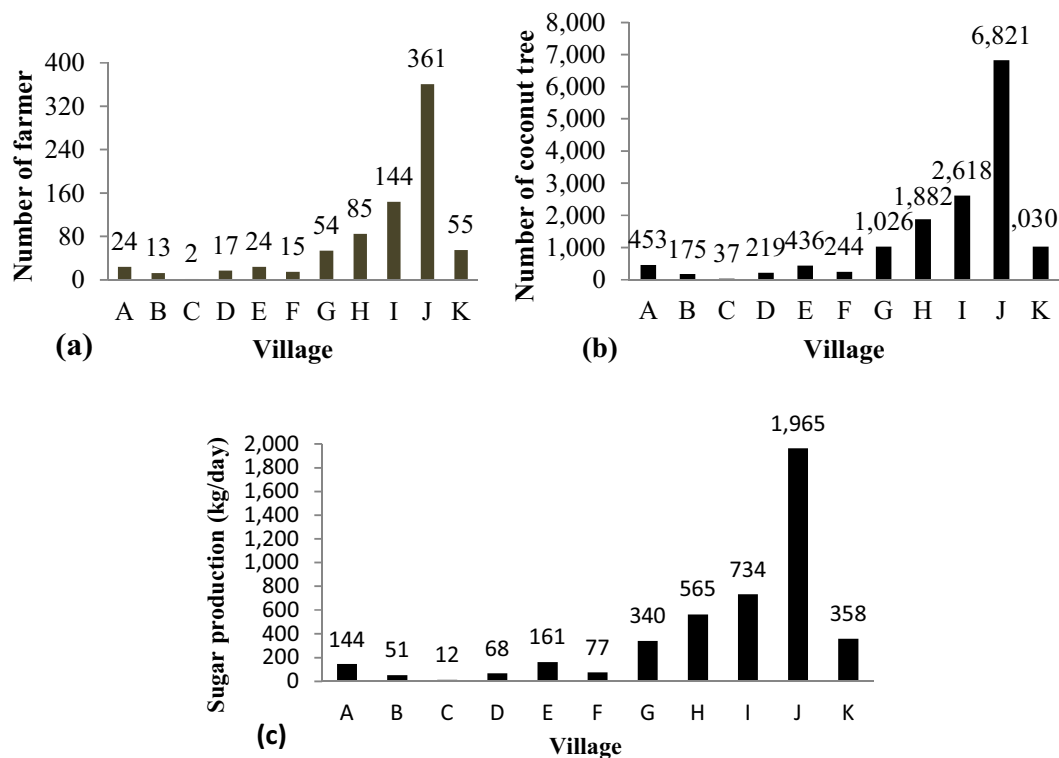 Number of farmer
400
320
240
160
80
0
24 13 2 17 24 15 54 85 144 361 55
A B C D E F G H I J K
(a) Village
Number of coconut tree
8,000
7,000
6,000
5,000
4,000
3,000
2,000
1,000
0
453 175 37 219 436 244 1,026 1,882 2,618 6,821 ,030
A B C D E F G H I J K
(b) Village
Sugar production (kg/day)
2,000
1,800
1,600
1,400
1,200
1,000
800
600
400
200
0
144 51 12 68 161 77 340 565 734 1,965 358
A B C D E F G H I J K
(c) Village